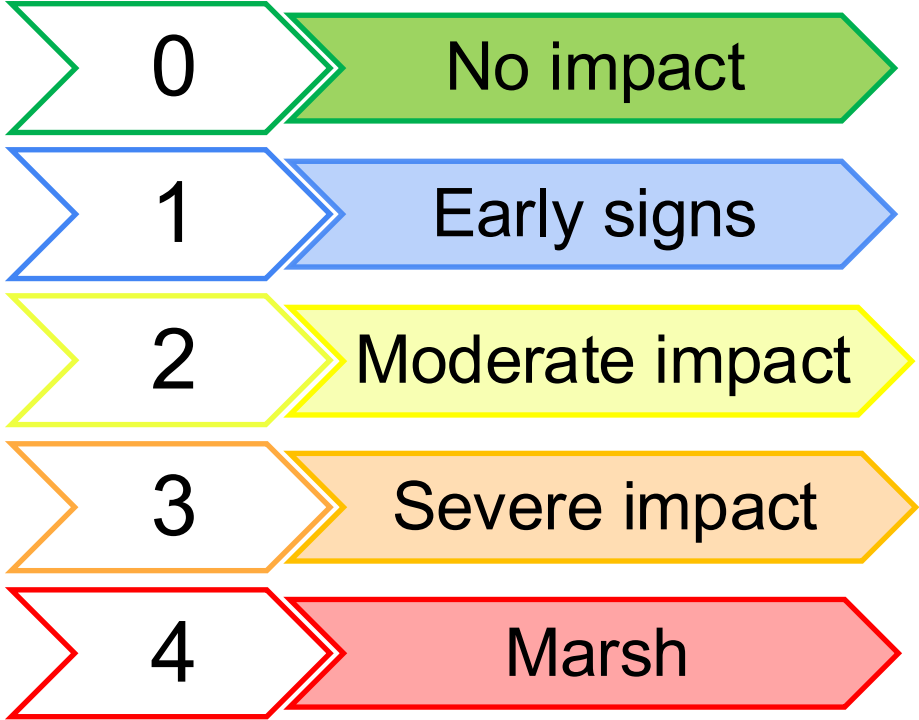 0 No impact
1 Early signs
2 Moderate impact
3 Severe impact
4 Marsh